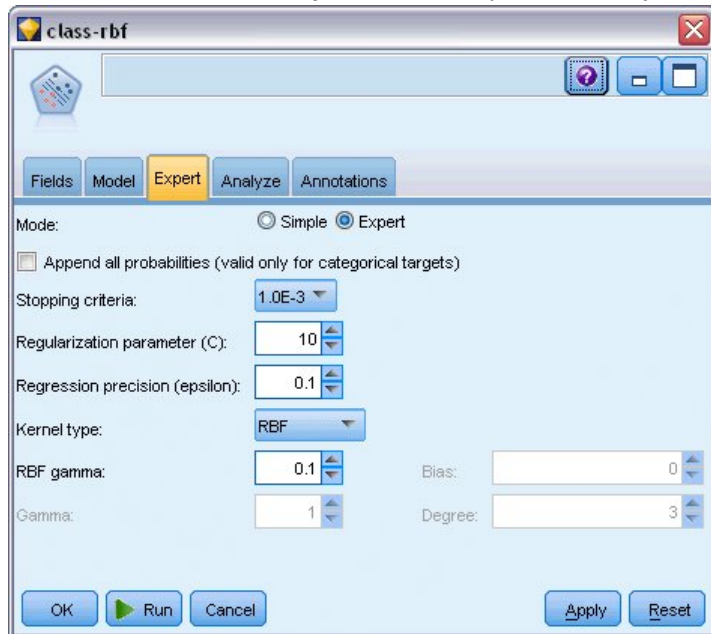 class-rbf
Fields Model Expert Analyze Annotations
Mode: Simple Expert
Append all probabilities (valid only for categorical targets)
Stopping criteria: 1.0E-3
Regularization parameter (C): 10
Regression precision (epsilon): 0.1
Kernel type: RBF
RBF gamma: 0.1 Bias: 0
Gamma: 1 Degree: 3
OK Run Cancel Apply Reset